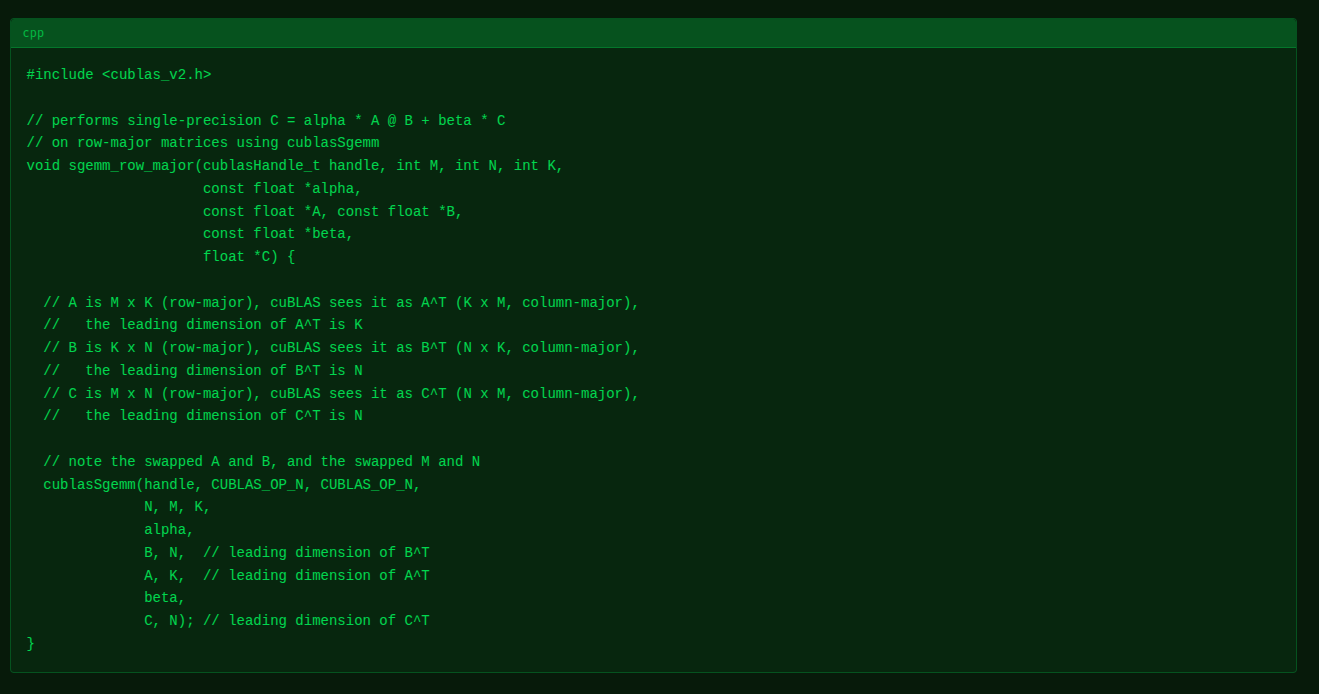 cpp
#include <cublas_v2.h>
// performs single-precision C = alpha * A @ B + beta * C
// on row-major matrices using cublasSgemm
void sgemm_row_major(cublasHandle_t handle, int M, int N, int K,
                     const float *alpha,
                     const float *A, const float *B,
                     const float *beta,
                     float *C) {
  // A is M x K (row-major), cuBLAS sees it as A^T (K x M, column-major),
  //   the leading dimension of A^T is K
  // B is K x N (row-major), cuBLAS sees it as B^T (N x K, column-major),
  //   the leading dimension of B^T is N
  // C is M x N (row-major), cuBLAS sees it as C^T (N x M, column-major),
  //   the leading dimension of C^T is N
  // note the swapped A and B, and the swapped M and N
  cublasSgemm(handle, CUBLAS_OP_N, CUBLAS_OP_N,
              N, M, K,
              alpha,
              B, N,  // leading dimension of B^T
              A, K,  // leading dimension of A^T
              beta,
              C, N); // leading dimension of C^T
}